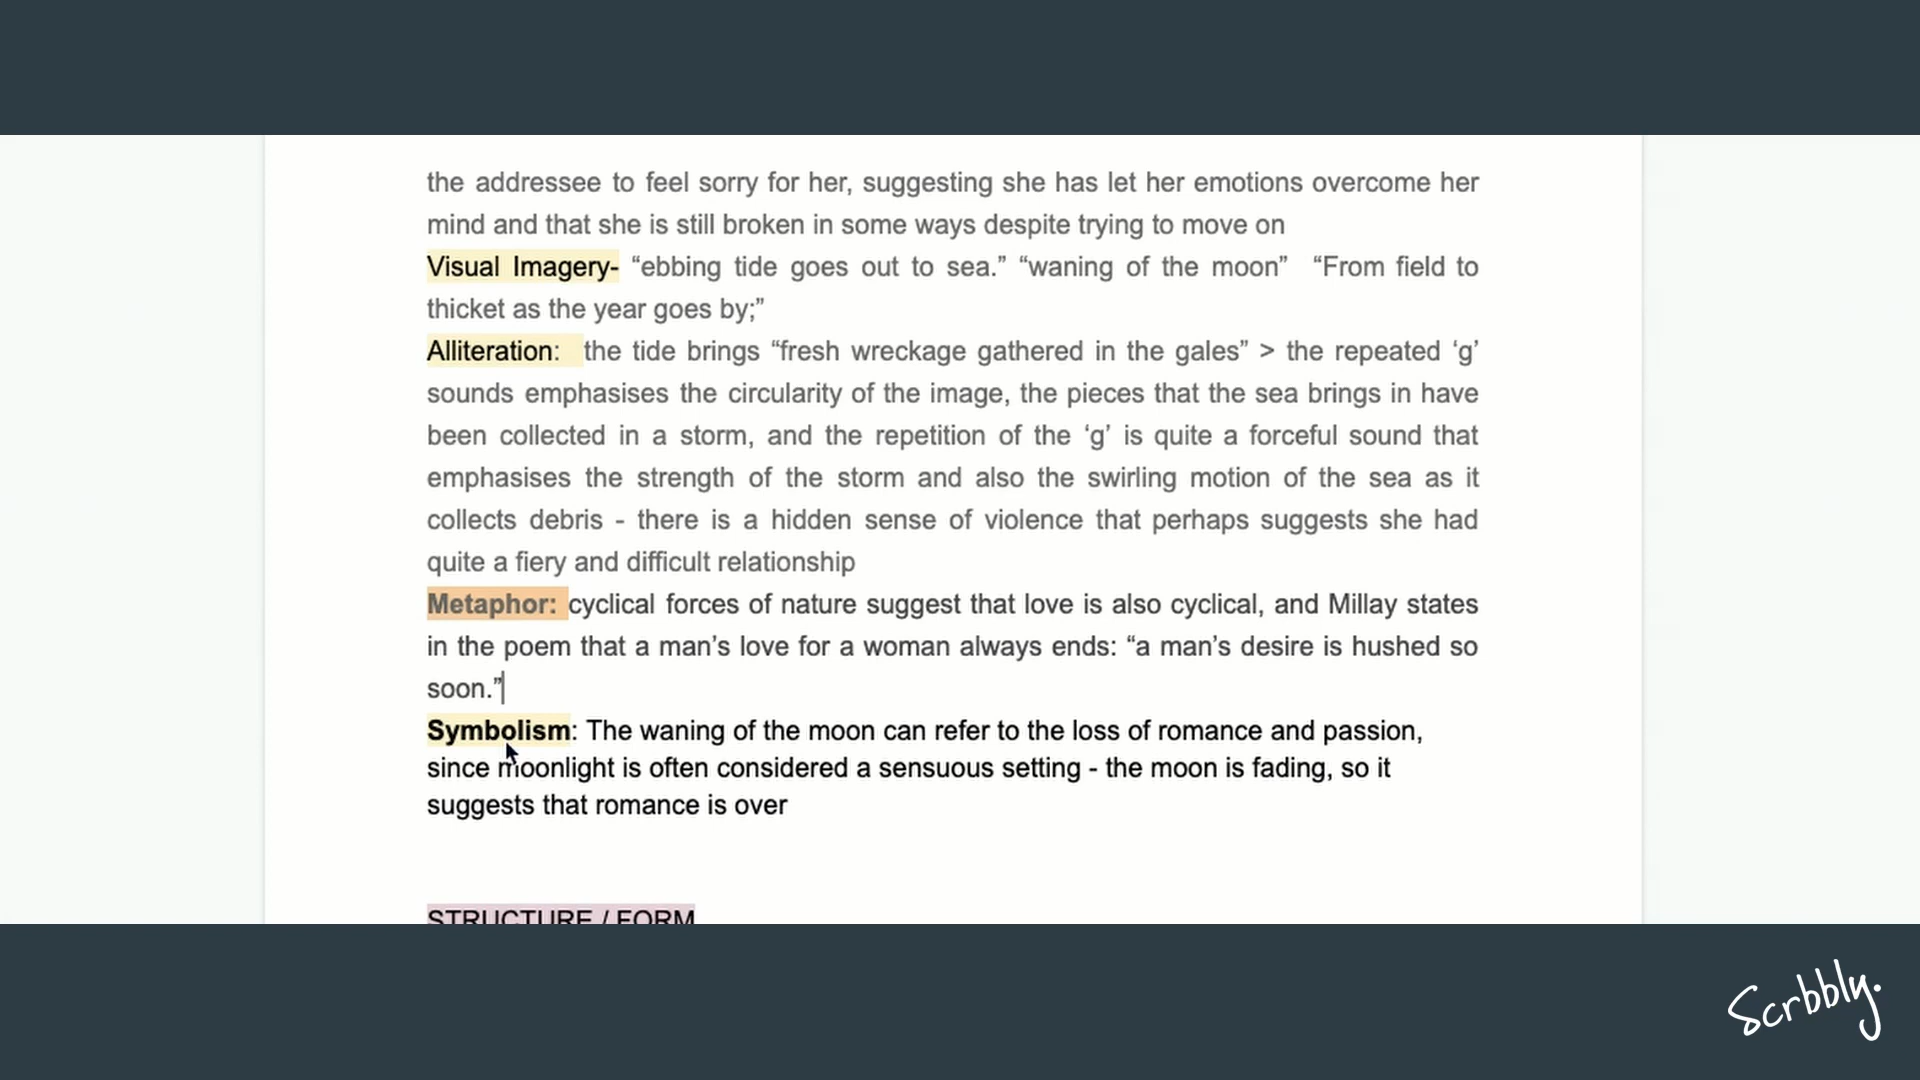 the addressee to feel sorry for her, suggesting she has let her emotions overcome her
mind and that she is still broken in some ways despite trying to move on
Visual Imagery- “ebbing tide goes out to sea.” “waning of the moon”  “From field to
thicket as the year goes by;”
Alliteration:  the tide brings “fresh wreckage gathered in the gales” > the repeated ‘g’
sounds emphasises the circularity of the image, the pieces that the sea brings in have
been collected in a storm, and the repetition of the ‘g’ is quite a forceful sound that
emphasises the strength of the storm and also the swirling motion of the sea as it
collects debris - there is a hidden sense of violence that perhaps suggests she had
quite a fiery and difficult relationship
Metaphor: cyclical forces of nature suggest that love is also cyclical, and Millay states
in the poem that a man’s love for a woman always ends: “a man’s desire is hushed so
soon.”
Symbolism: The waning of the moon can refer to the loss of romance and passion,
since moonlight is often considered a sensuous setting - the moon is fading, so it
suggests that romance is over
STRUCTURE / FORM
Scrbbly.